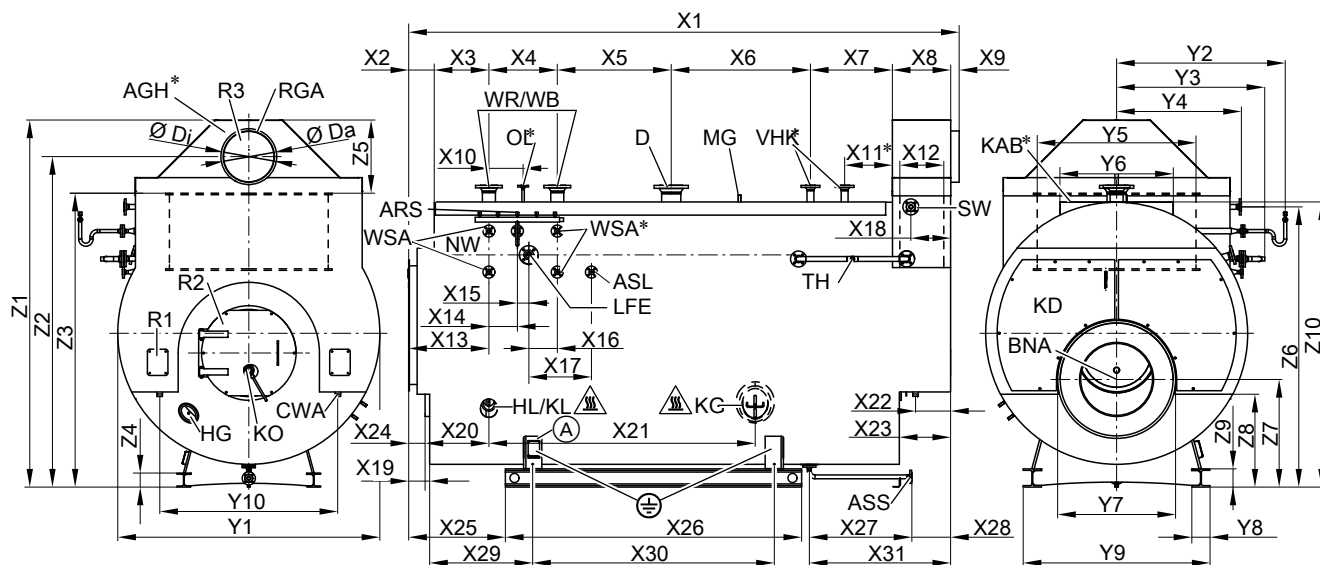 X1
X2 X3 X4 X5 X6 X7 X8 X9
Y2
Y3
Y4
AGH* R3 RGA
Ø Di Ø Da
WR/WB
OL* D MG VHK*
X10 X11* X12
KAB* Y5
Y6
Z5
ARS
WSA NW WSA*
SW
X18
R2
R1
X15 ASL TH
LFE
X14
X13 X16
X17
KD
BNA
Z1 Z2 Z3
Z6 Z10
CWA
HL/KL KG
X22
X24 X20 A X21 X23
Z4 HG KO
X19
Z9 Z8 Z7
ASS
Y10
Y1
X25 X26 X27 X28
X29 X30 X31
Y7
Y8
Y9